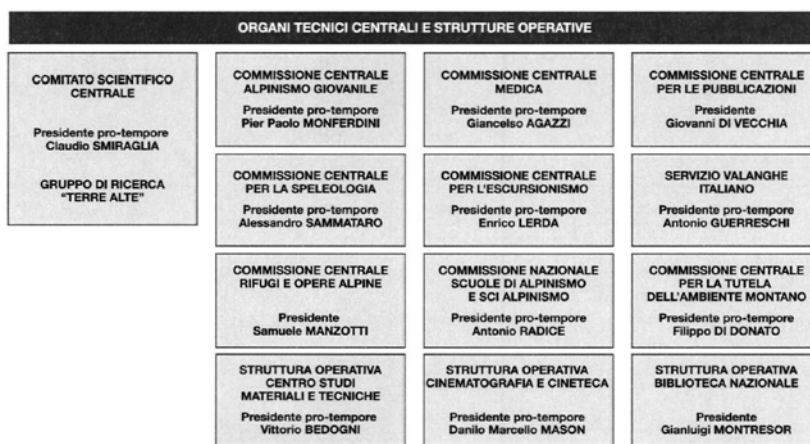 ORGANI TECNICI CENTRALI E STRUTTURE OPERATIVE
COMITATO SCIENTIFICO
CENTRALE
Presidente pro-tempore
Claudio SMIRAGLIA
GRUPPO DI RICERCA
“TERRE ALTE”
COMMISSIONE CENTRALE
ALPINISMO GIOVANILE
Presidente pro-tempore
Pier Paolo MONFERDINI
COMMISSIONE CENTRALE
MEDICA
Presidente pro-tempore
Giancelso AGAZZI
COMMISSIONE CENTRALE
PER LE PUBBLICAZIONI
Presidente
Giovanni DI VECCHIA
COMMISSIONE CENTRALE
PER LA SPELEOLOGIA
Presidente pro-tempore
Alessandro SAMMATARO
COMMISSIONE CENTRALE
PER L'ESCURSIONISMO
Presidente pro-tempore
Enrico LERDA
SERVIZIO VALANGHE
ITALIANO
Presidente pro-tempore
Antonio GUERRESCHI
COMMISSIONE CENTRALE
RIFUGI E OPERE ALPINE
Presidente
Samuele MANZOTTI
COMMISSIONE NAZIONALE
SCUOLE DI ALPINISMO
E SCI ALPINISMO
Presidente pro-tempore
Antonio RADICE
COMMISSIONE CENTRALE
PER LA TUTELA
DELL'AMBIENTE MONTANO
Presidente pro-tempore
Filippo DI DONATO
STRUTTURA OPERATIVA
CENTRO STUDI
MATERIALI E TECNICHE
Presidente pro-tempore
Vittorio BEDOGNI
STRUTTURA OPERATIVA
CINEMATOGRAFIA E CINETECA
Presidente pro-tempore
Danilo Marcello MASON
STRUTTURA OPERATIVA
BIBLIOTECA NAZIONALE
Presidente
Gianluigi MONTRESOR